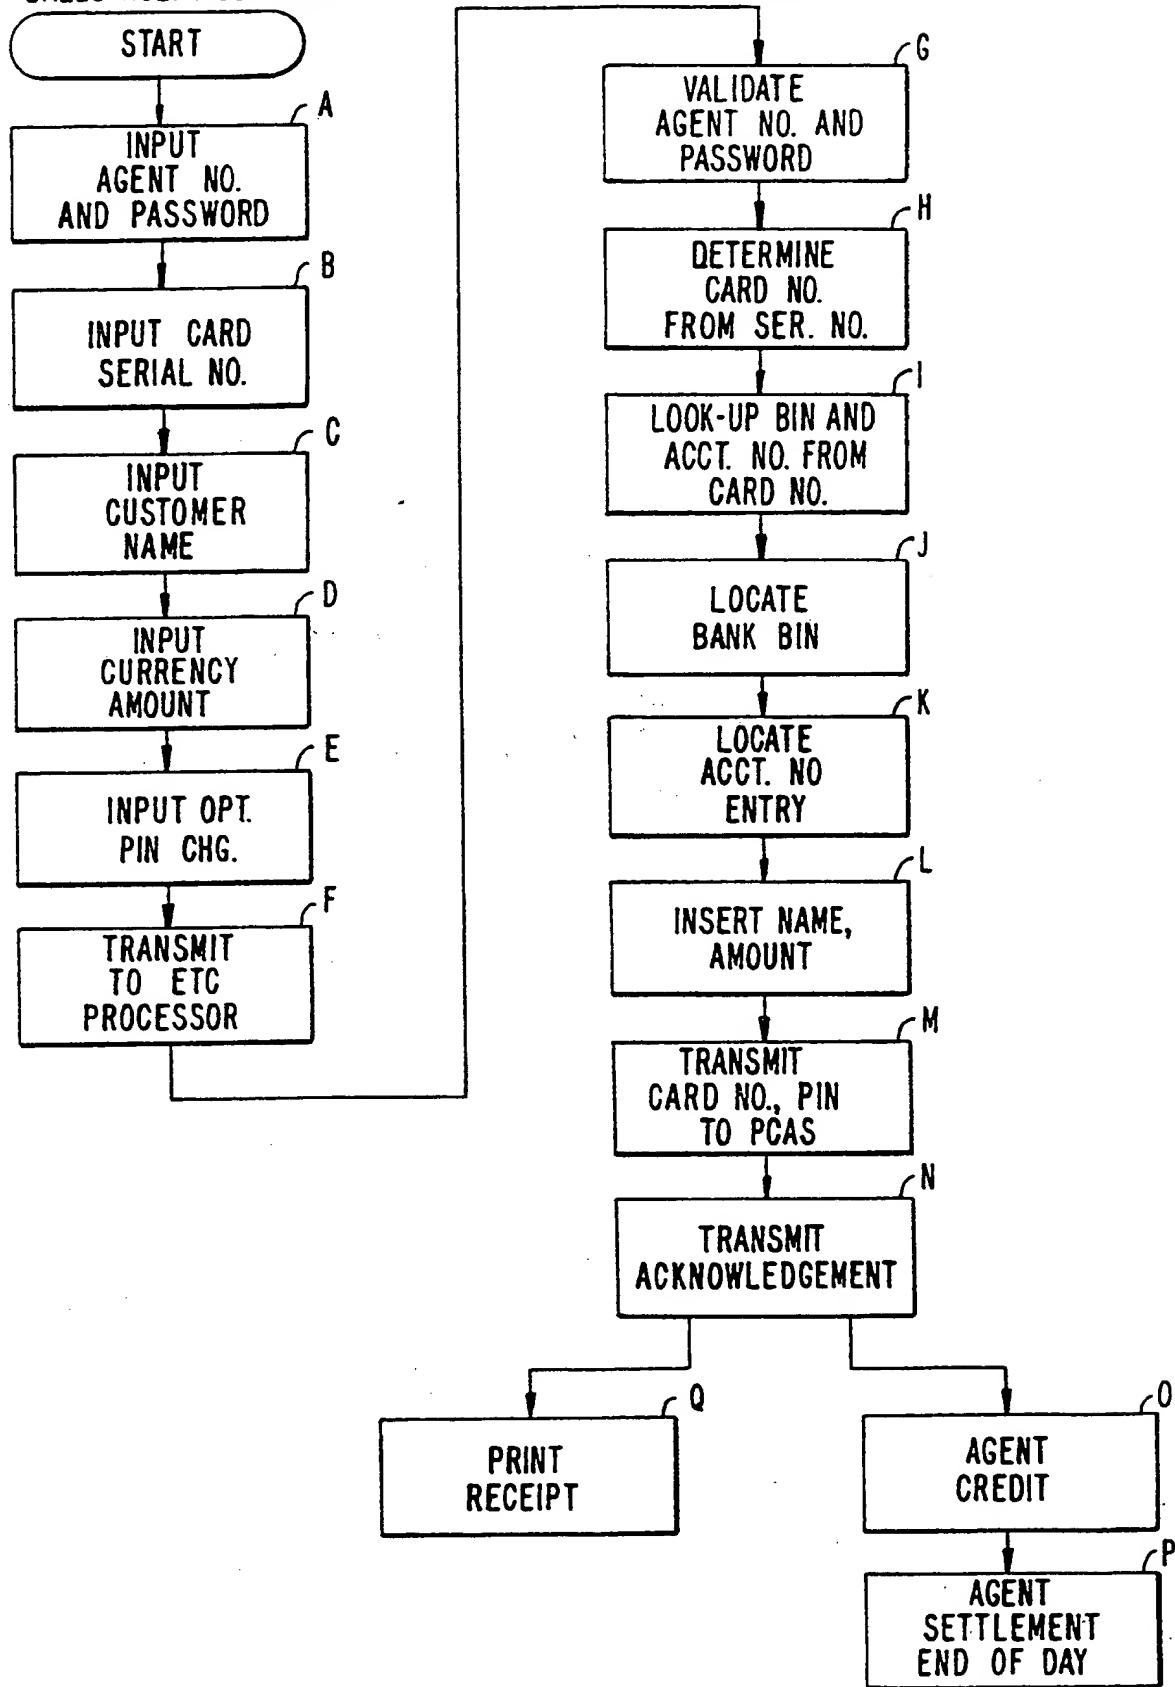 START
A
INPUT
AGENT NO.
AND PASSWORD
B
INPUT CARD
SERIAL NO.
C
INPUT
CUSTOMER
NAME
D
INPUT
CURRENCY
AMOUNT
E
INPUT OPT.
PIN CHG.
F
TRANSMIT
TO ETC
PROCESSOR
G
VALIDATE
AGENT NO. AND
PASSWORD
H
DETERMINE
CARD NO.
FROM SER. NO.
I
LOOK-UP BIN AND
ACCT. NO. FROM
CARD NO.
J
LOCATE
BANK BIN
K
LOCATE
ACCT. NO
ENTRY
L
INSERT NAME,
AMOUNT
M
TRANSMIT
CARD NO., PIN
TO PCAS
N
TRANSMIT
ACKNOWLEDGEMENT
Q
PRINT
RECEIPT
O
AGENT
CREDIT
P
AGENT
SETTLEMENT
END OF DAY